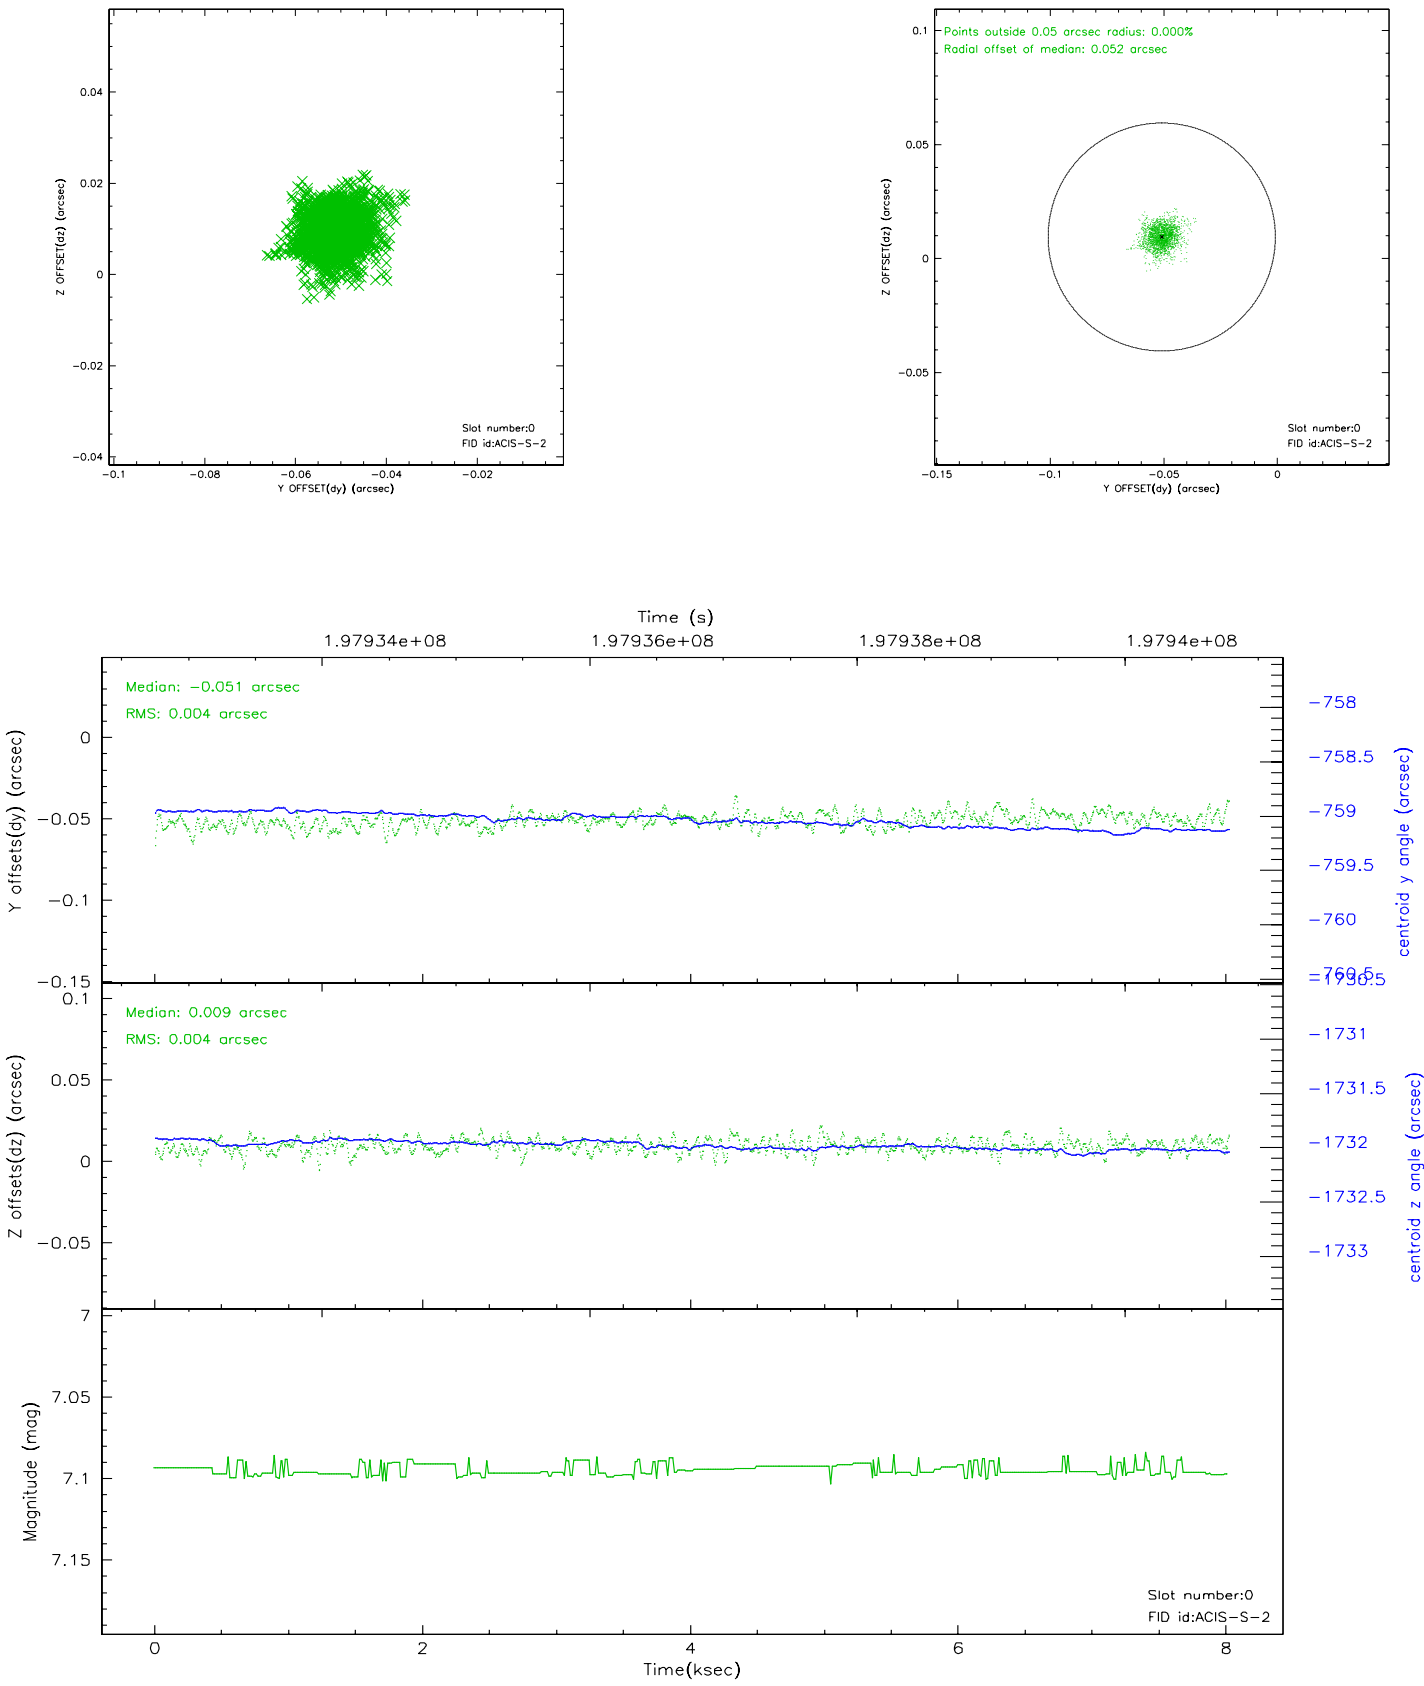 0.04
0.02
0
−0.02
−0.04
−0.1
−0.08
−0.06
−0.04
−0.02
Z OFFSET(dz) (arcsec)
Y OFFSET(dy) (arcsec)
Slot number:0
FID id:ACIS−S−2
Points outside 0.05 arcsec radius: 0.000%
Radial offset of median: 0.052 arcsec
0.1
0.05
0
−0.05
−0.15
−0.1
−0.05
0
Z OFFSET(dz) (arcsec)
Y OFFSET(dy) (arcsec)
Slot number:0
FID id:ACIS−S−2
Time (s)
1.97934e+08
1.97936e+08
1.97938e+08
1.9794e+08
Median: −0.051 arcsec
RMS: 0.004 arcsec
0
−0.05
−0.1
−0.15
Y offsets(dy) (arcsec)
−758
−758.5
−759
−759.5
−760
−760.5
centroid y angle (arcsec)
Median: 0.009 arcsec
RMS: 0.004 arcsec
0.1
0.05
0
−0.05
Z offsets(dz) (arcsec)
−1730.5
−1731
−1731.5
−1732
−1732.5
−1733
centroid z angle (arcsec)
7
7.05
7.1
7.15
Magnitude (mag)
Slot number:0
FID id:ACIS−S−2
0
2
4
6
8
Time(ksec)